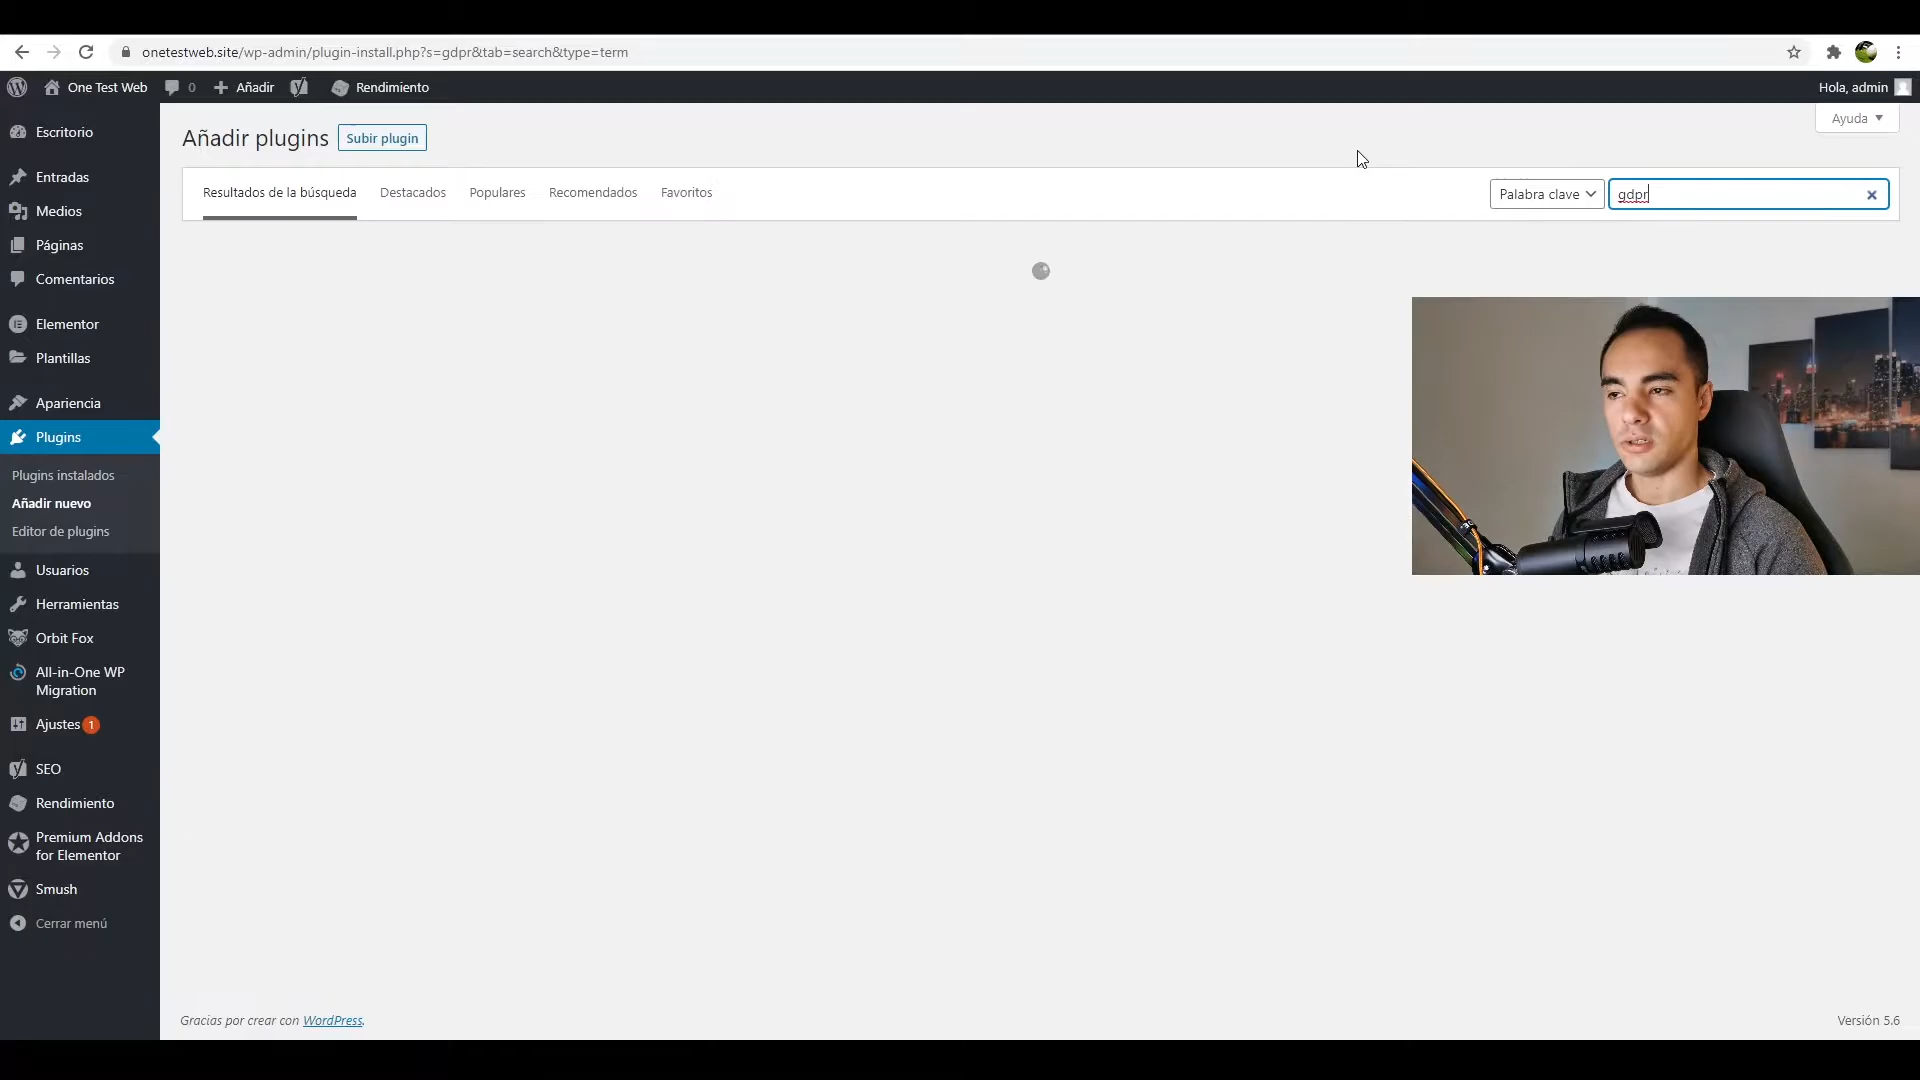 onetestweb.site/wp-admin/plugin-install.php?s=gdpr&tab=search&type=term
One Test Web 0 Añadir Rendimiento Hola, admin
Ayuda
Añadir plugins Subir plugin
Resultados de la búsqueda Destacados Populares Recomendados Favoritos Palabra clave gdpr
Escritorio
Entradas
Medios
Páginas
Comentarios
Elementor
Plantillas
Apariencia
Plugins
Plugins instalados
Añadir nuevo
Editor de plugins
Usuarios
Herramientas
Orbit Fox
All-in-One WP
Migration
Ajustes 1
SEO
Rendimiento
Premium Addons
for Elementor
Smush
Cerrar menú
Gracias por crear con WordPress. Versión 5.6